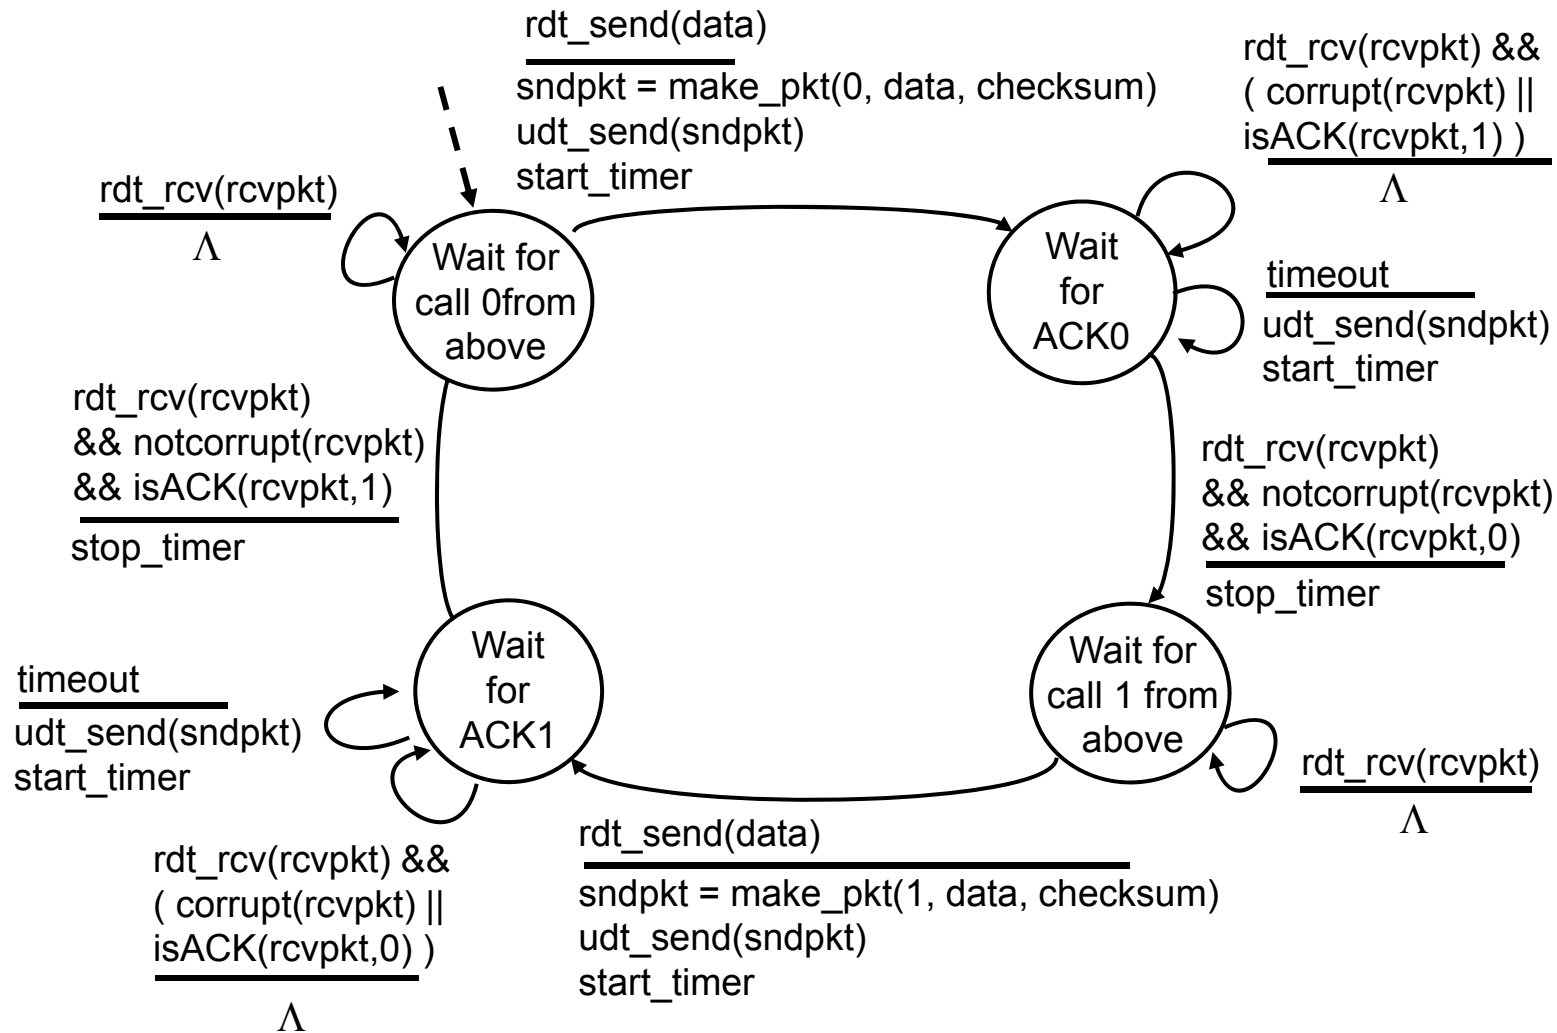 rdt_send(data)
sndpkt = make_pkt(0, data, checksum)
udt_send(sndpkt)
start_timer
rdt_rcv(rcvpkt) &&
( corrupt(rcvpkt) ||
isACK(rcvpkt,1) )
Λ
rdt_rcv(rcvpkt)
Λ
Wait for
call 0from
above
Wait
for
ACK0
timeout
udt_send(sndpkt)
start_timer
rdt_rcv(rcvpkt)
&& notcorrupt(rcvpkt)
&& isACK(rcvpkt,1)
stop_timer
rdt_rcv(rcvpkt)
&& notcorrupt(rcvpkt)
&& isACK(rcvpkt,0)
stop_timer
Wait
for
ACK1
Wait for
call 1 from
above
timeout
udt_send(sndpkt)
start_timer
rdt_rcv(rcvpkt)
Λ
rdt_rcv(rcvpkt) &&
( corrupt(rcvpkt) ||
isACK(rcvpkt,0) )
Λ
rdt_send(data)
sndpkt = make_pkt(1, data, checksum)
udt_send(sndpkt)
start_timer